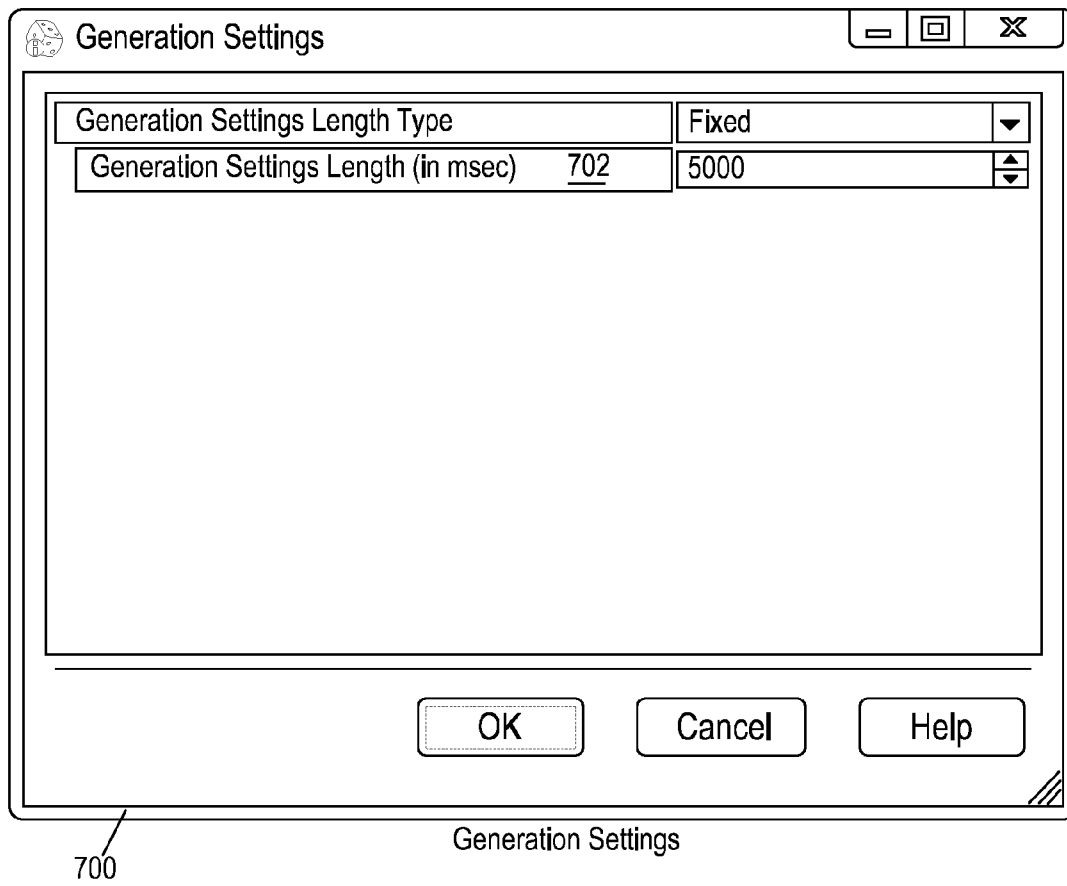 Generation Settings
Generation Settings Length Type Fixed
Generation Settings Length (in msec) 702 5000
OK Cancel Help
Generation Settings
700